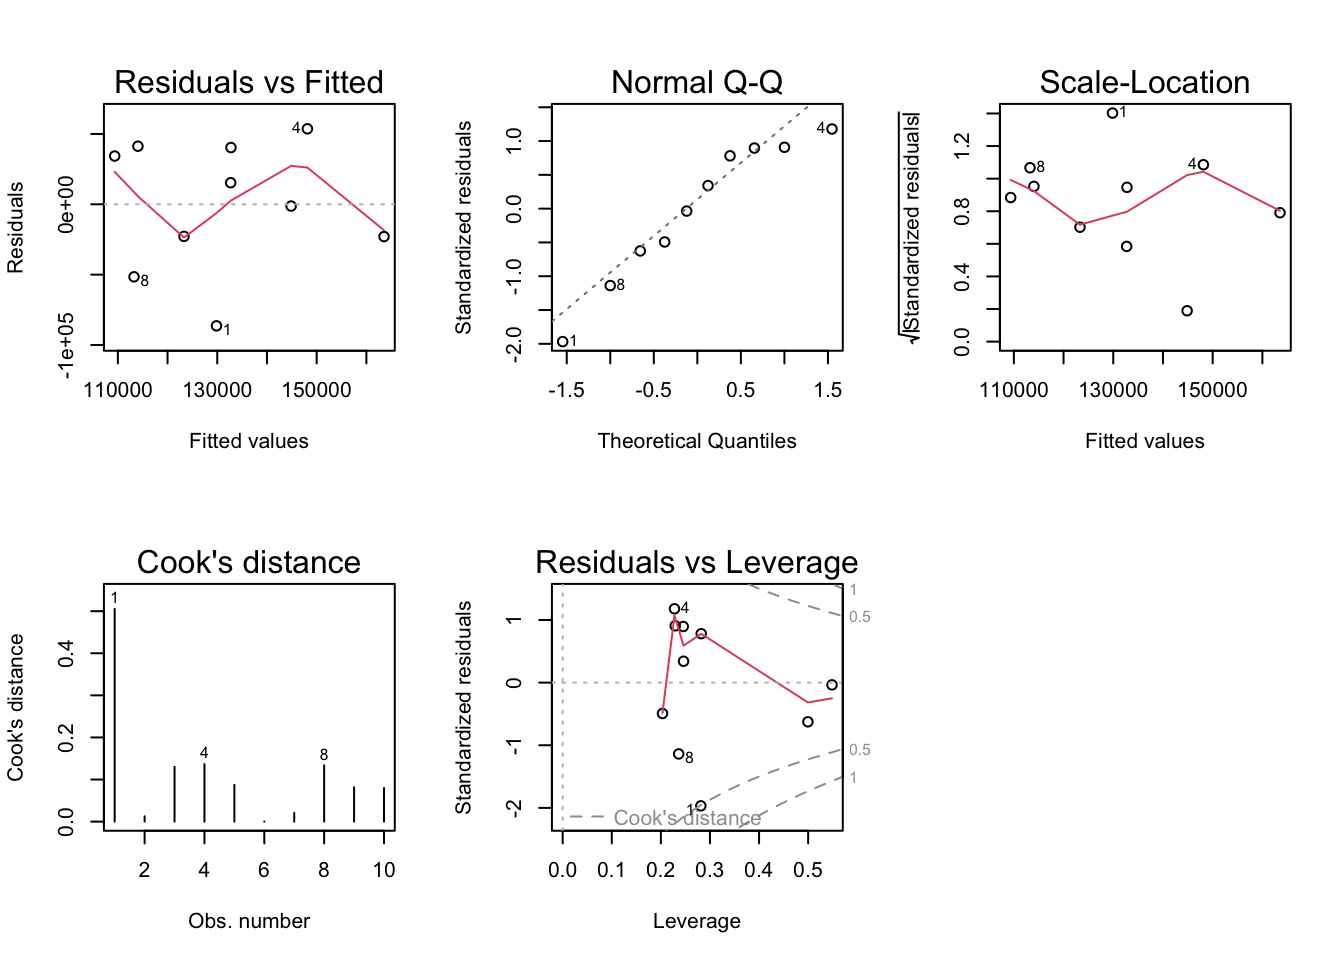 Residuals vs Fitted
Residuals
-1e+05
0e+00
4
8
1
110000 130000 150000
Fitted values
Normal Q-Q
Standardized residuals
-2.0 -1.0 0.0 1.0
4
8
1
-1.5 -0.5 0.5 1.5
Theoretical Quantiles
Scale-Location
√|Standardized residuals|
0.0 0.4 0.8 1.2
1
8
4
110000 130000 150000
Fitted values
Cook's distance
Cook's distance
0.0 0.2 0.4
1
4
8
2 4 6 8 10
Obs. number
Residuals vs Leverage
Standardized residuals
-2 -1 0 1
4
8
1
1
0.5
0.5
1
Cook's distance
0.0 0.1 0.2 0.3 0.4 0.5
Leverage